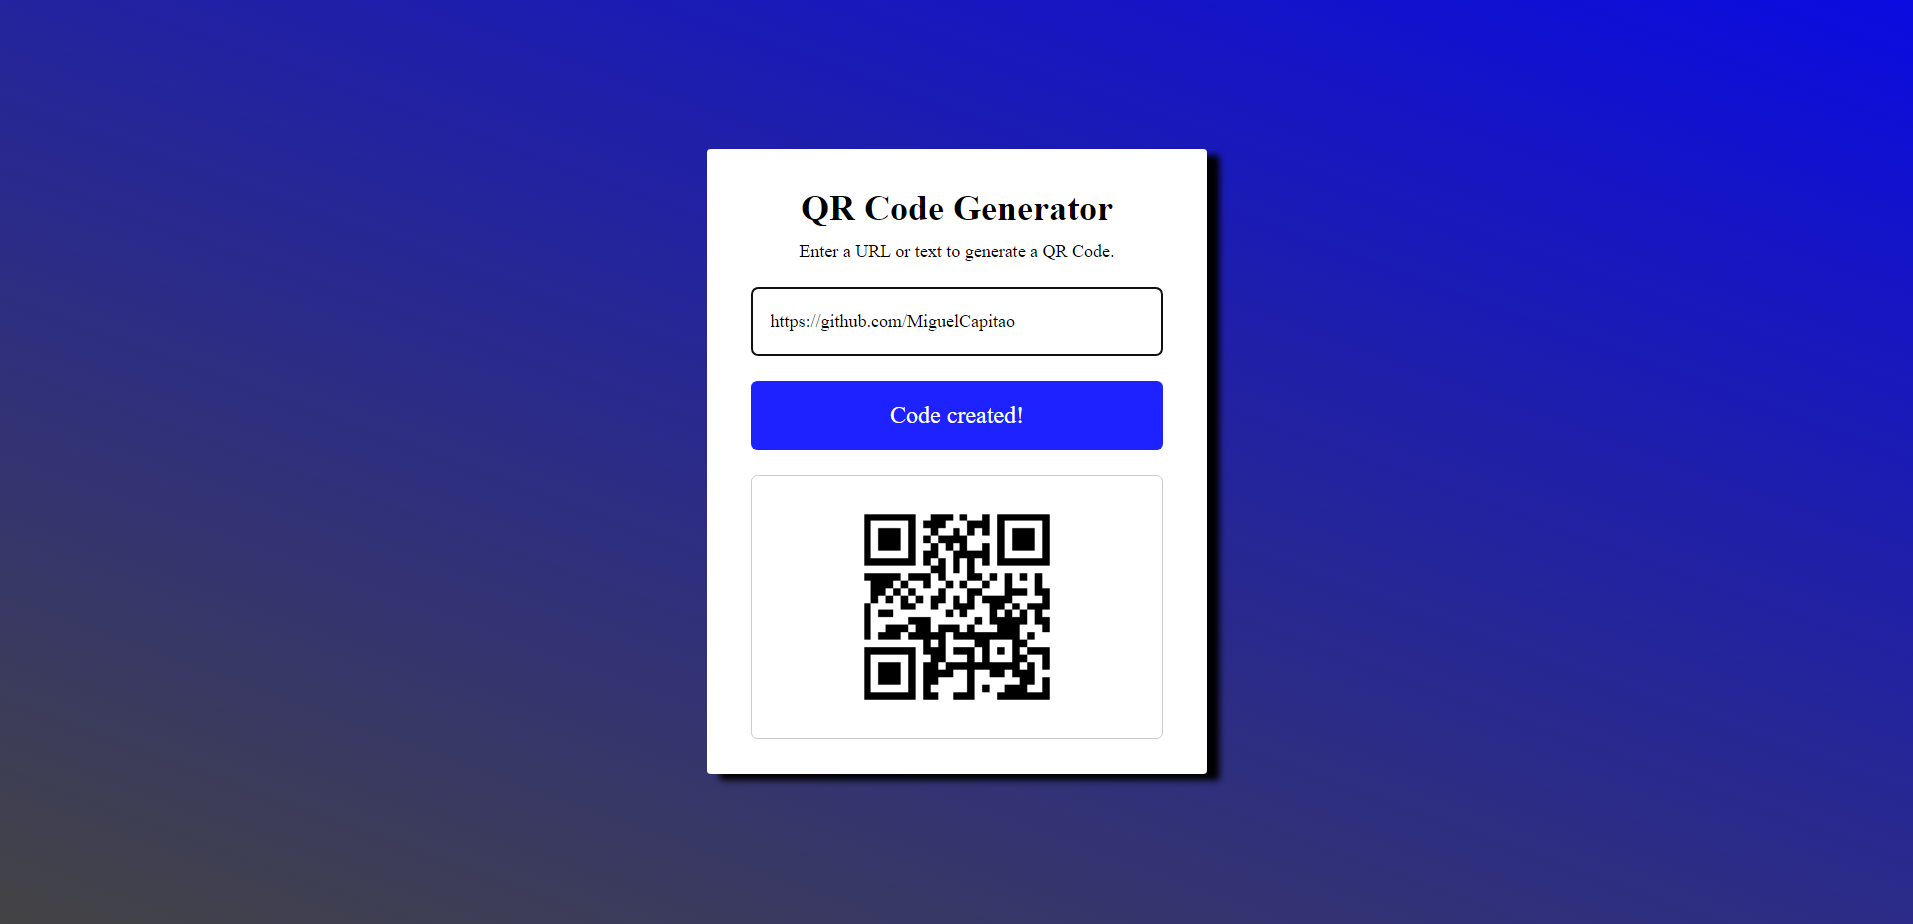 QR Code Generator
Enter a URL or text to generate a QR Code.
https://github.com/MiguelCapitao
Code created!